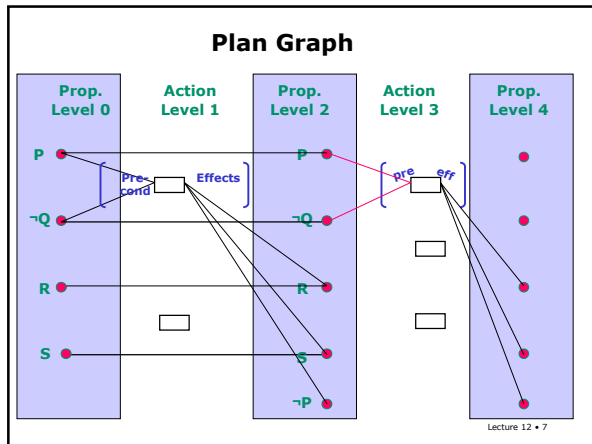 Plan Graph
Prop. Level 0
Action Level 1
Prop. Level 2
Action Level 3
Prop. Level 4
P
Pre-cond
Effects
P
pre
eff
¬Q
¬Q
R
R
S
S
¬P
Lecture 12 • 7